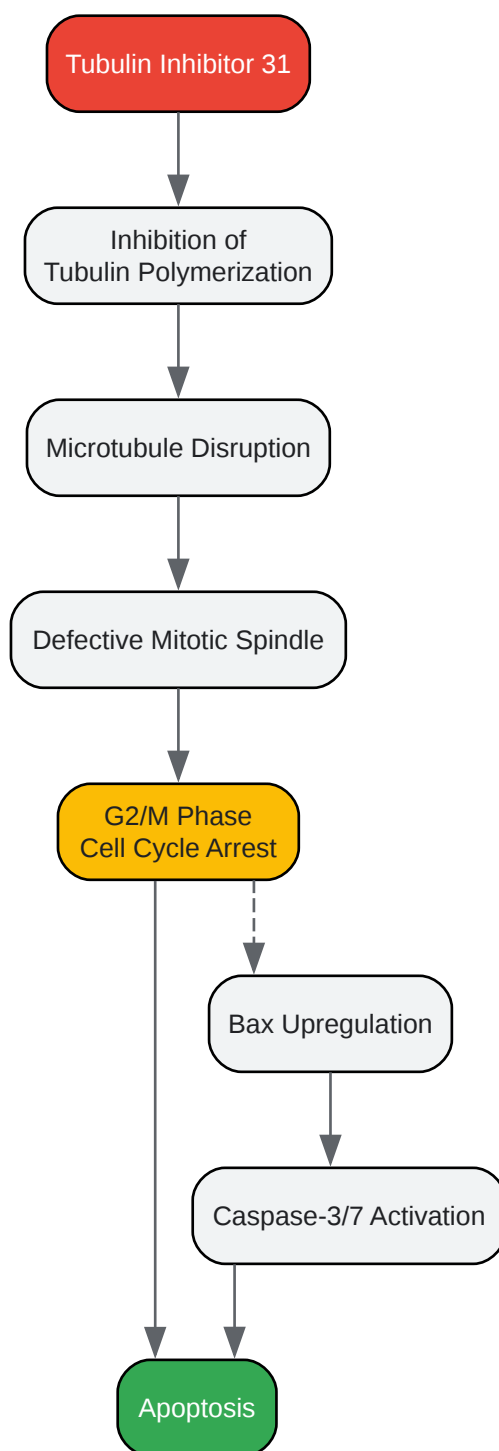 Tubulin Inhibitor 31
Inhibition of
Tubulin Polymerization
Microtubule Disruption
Defective Mitotic Spindle
G2/M Phase
Cell Cycle Arrest
Bax Upregulation
Caspase-3/7 Activation
Apoptosis